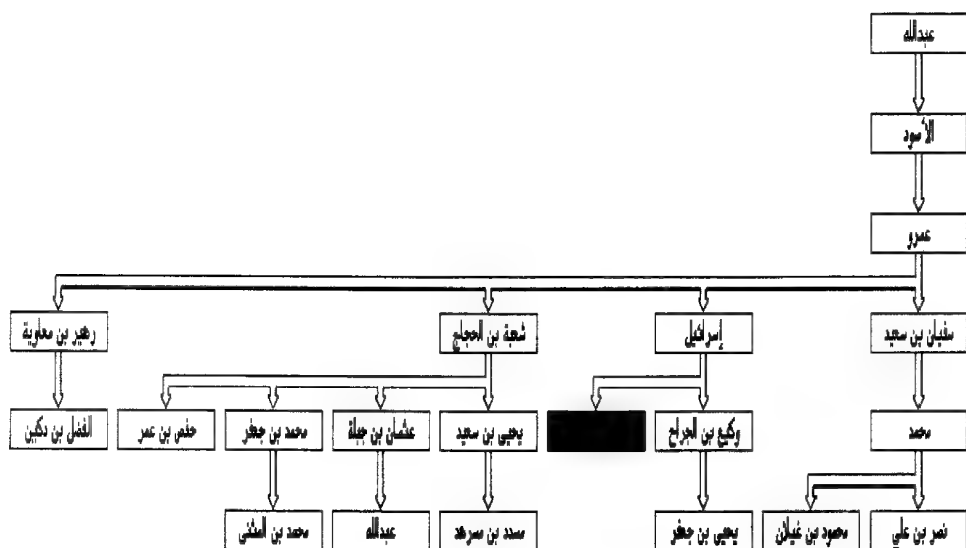 عبدالله
الأسود
عمرو
سفيان بن سعيد
إسرائيل
شعبة بن الحجاج
زهير بن معاوية
محمد
وكيع بن الجراح
يحيى بن سعيد
عثمان بن جبلة
محمد بن جعفر
حفص بن عمر
الفضل بن دكين
نصر بن علي
محمود بن غيلان
يحيى بن جعفر
مسدد بن مسرهد
عبدالله
محمد بن المثنى